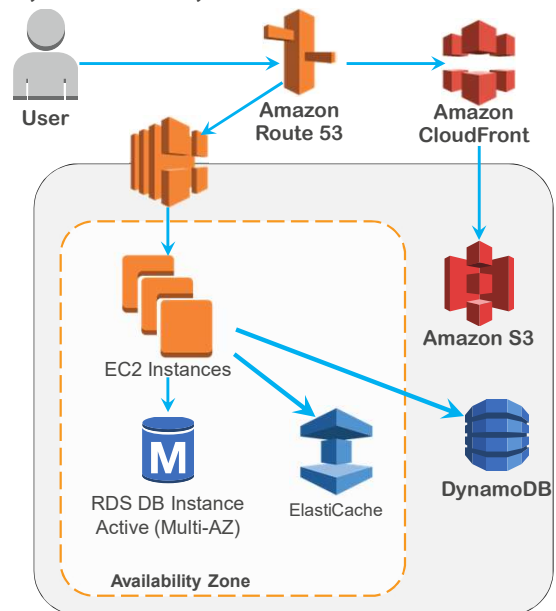 User
Amazon
Route 53
Amazon
CloudFront
Amazon S3
EC2 Instances
M
RDS DB Instance
Active (Multi-AZ)
ElastiCache
DynamoDB
Availability Zone